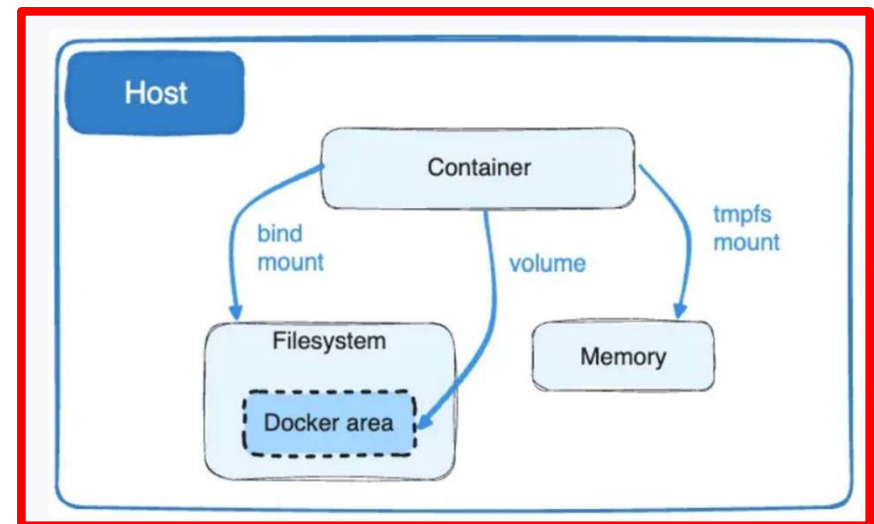 Host
Container
bind
mount
volume
tmpfs
mount
Filesystem
Memory
Docker area